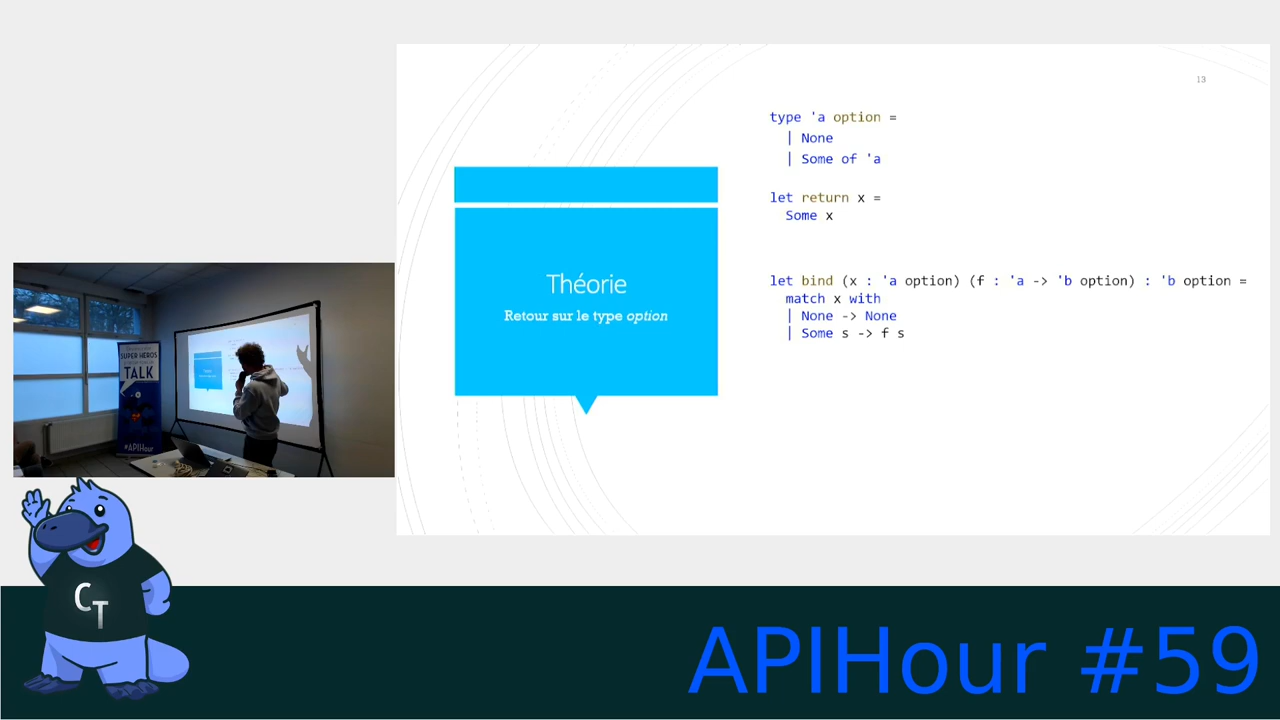 13
type 'a option =
| None
| Some of 'a
let return x =
Some x
let bind (x : 'a option) (f : 'a -> 'b option) : 'b option =
match x with
| None -> None
| Some s -> f s
Théorie
Retour sur le type option
SUPER HEROS
TALK
#APIHour
CT
APIHour #59